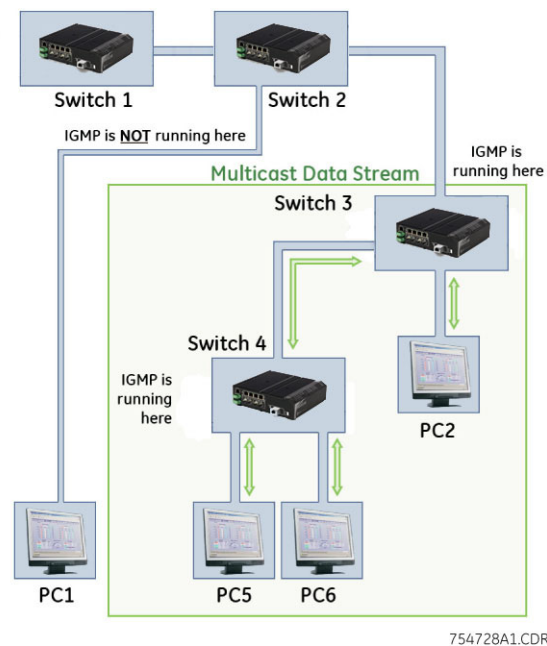 Switch 1
Switch 2
IGMP is NOT running here
IGMP is
running here
Multicast Data Stream
Switch 3
Switch 4
IGMP is
running
here
PC2
PC1
PC5
PC6
754728A1.CDR